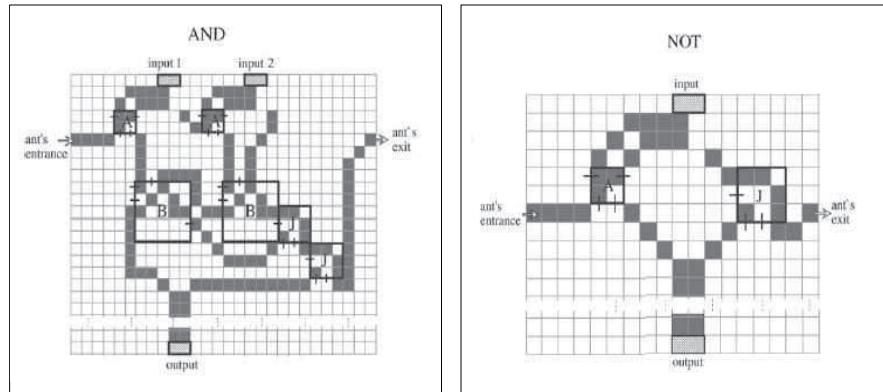 AND
input 1 input 2
A A
ant's
entrance
ant's
exit
B B
J
J
output
NOT
input
A J
ant's
entrance
ant's
exit
output